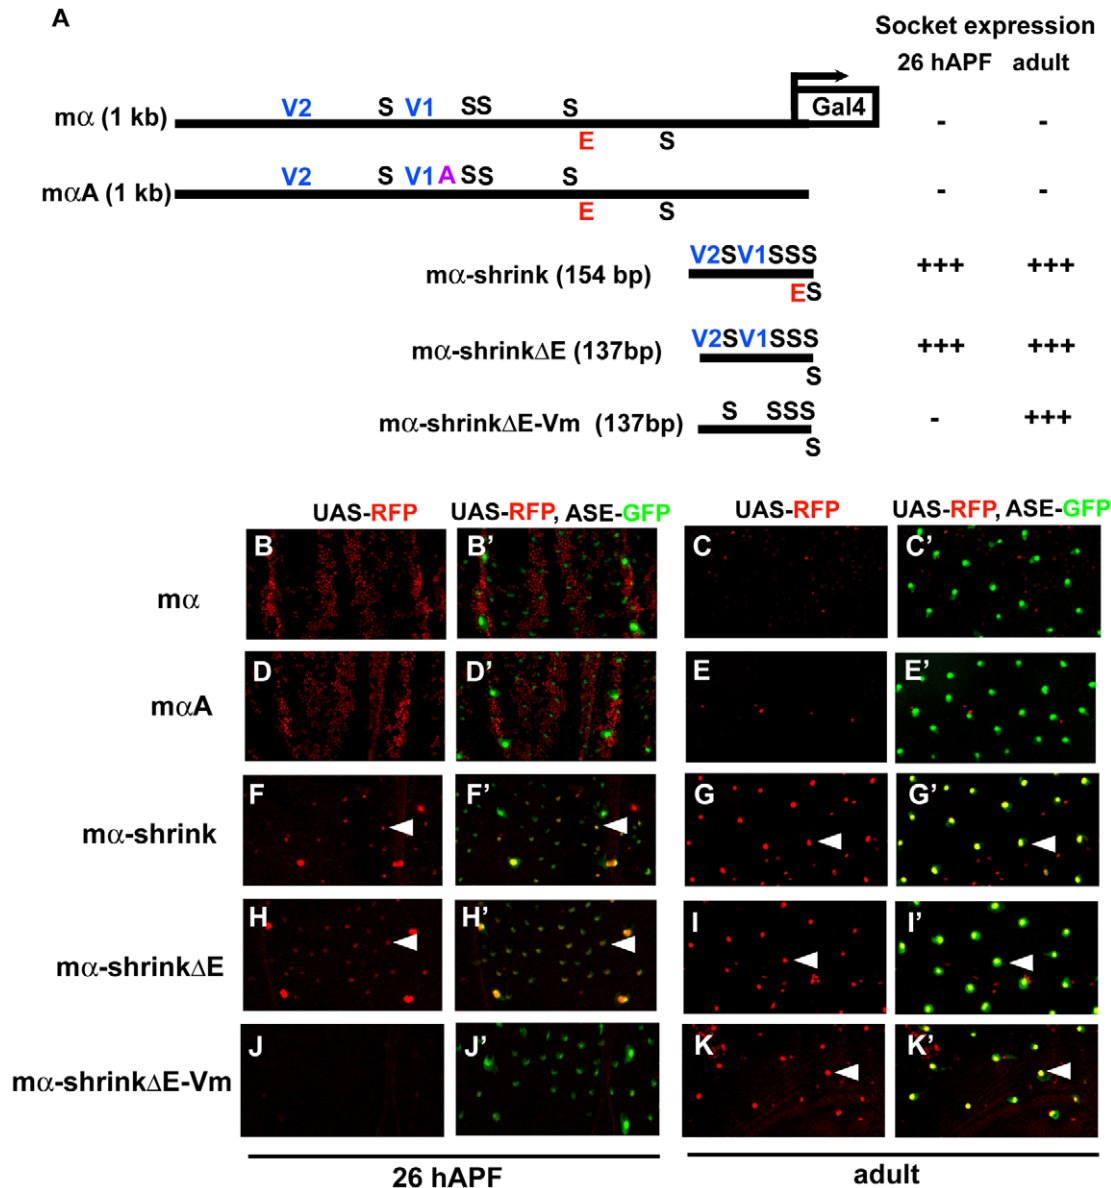 A
Socket expression
26 hAPF adult
mα (1 kb) V2 S V1 SS S Gal4 - -
E S
mαA (1 kb) V2 S V1 A SS S - -
E S
mα-shrink (154 bp) V2SV1SSS +++ +++
ES
mα-shrinkΔE (137bp) V2SV1SSS +++ +++
S
mα-shrinkΔE-Vm (137bp) S SSS - +++
S
UAS-RFP UAS-RFP, ASE-GFP UAS-RFP UAS-RFP, ASE-GFP
mα B B’ C C’
mαA D D’ E E’
mα-shrink F F’ G G’
mα-shrinkΔE H H’ I I’
mα-shrinkΔE-Vm J J’ K K’
26 hAPF adult